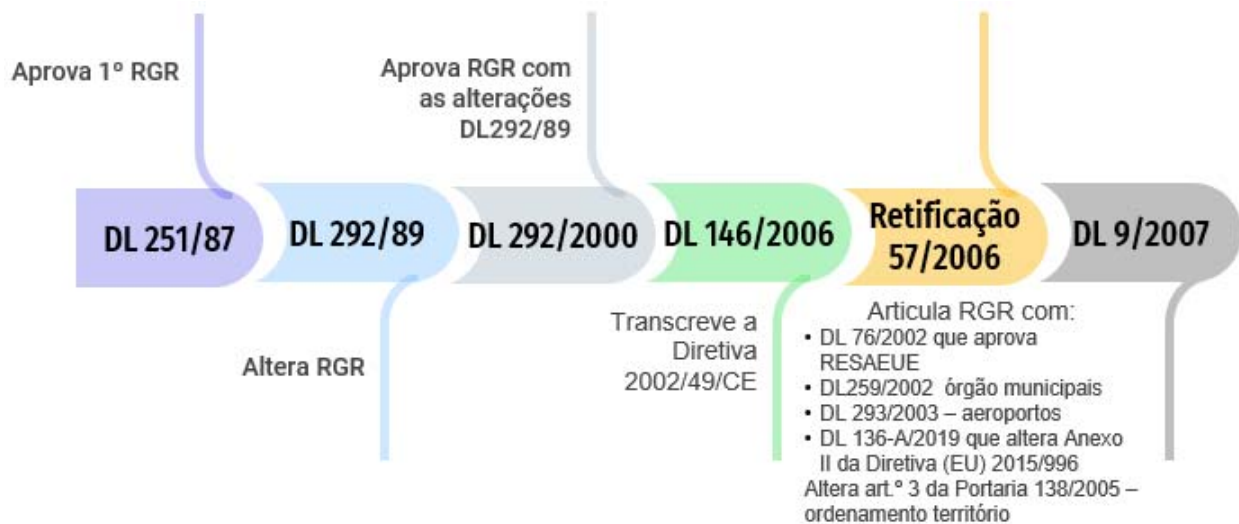 Aprova 1º RGR
Aprova RGR com
as alterações
DL292/89
DL 251/87
DL 292/89
DL 292/2000
DL 146/2006
Retificação
57/2006
DL 9/2007
Altera RGR
Transcreve a
Diretiva
2002/49/CE
Articula RGR com:
• DL 76/2002 que aprova
RESAEUE
• DL259/2002 órgão municipais
• DL 293/2003 – aeroportos
• DL 136-A/2019 que altera Anexo
II da Diretiva (EU) 2015/996
Altera art.º 3 da Portaria 138/2005 –
ordenamento território